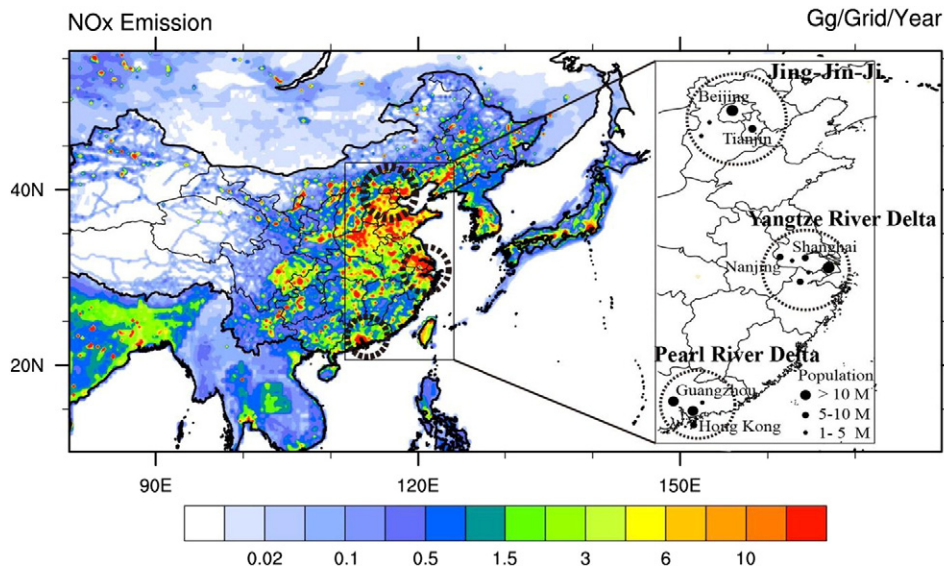 NOx Emission
Gg/Grid/Year
Jing-Jin-Ji
Beijing
Tianjin
40N
Yangtze River Delta
Shanghai
Nanjing
20N
Pearl River Delta
Population
Guangzhou
> 10 M
5-10 M
Hong Kong
1- 5 M
90E
120E
150E
0.02
0.1
0.5
1.5
3
6
10